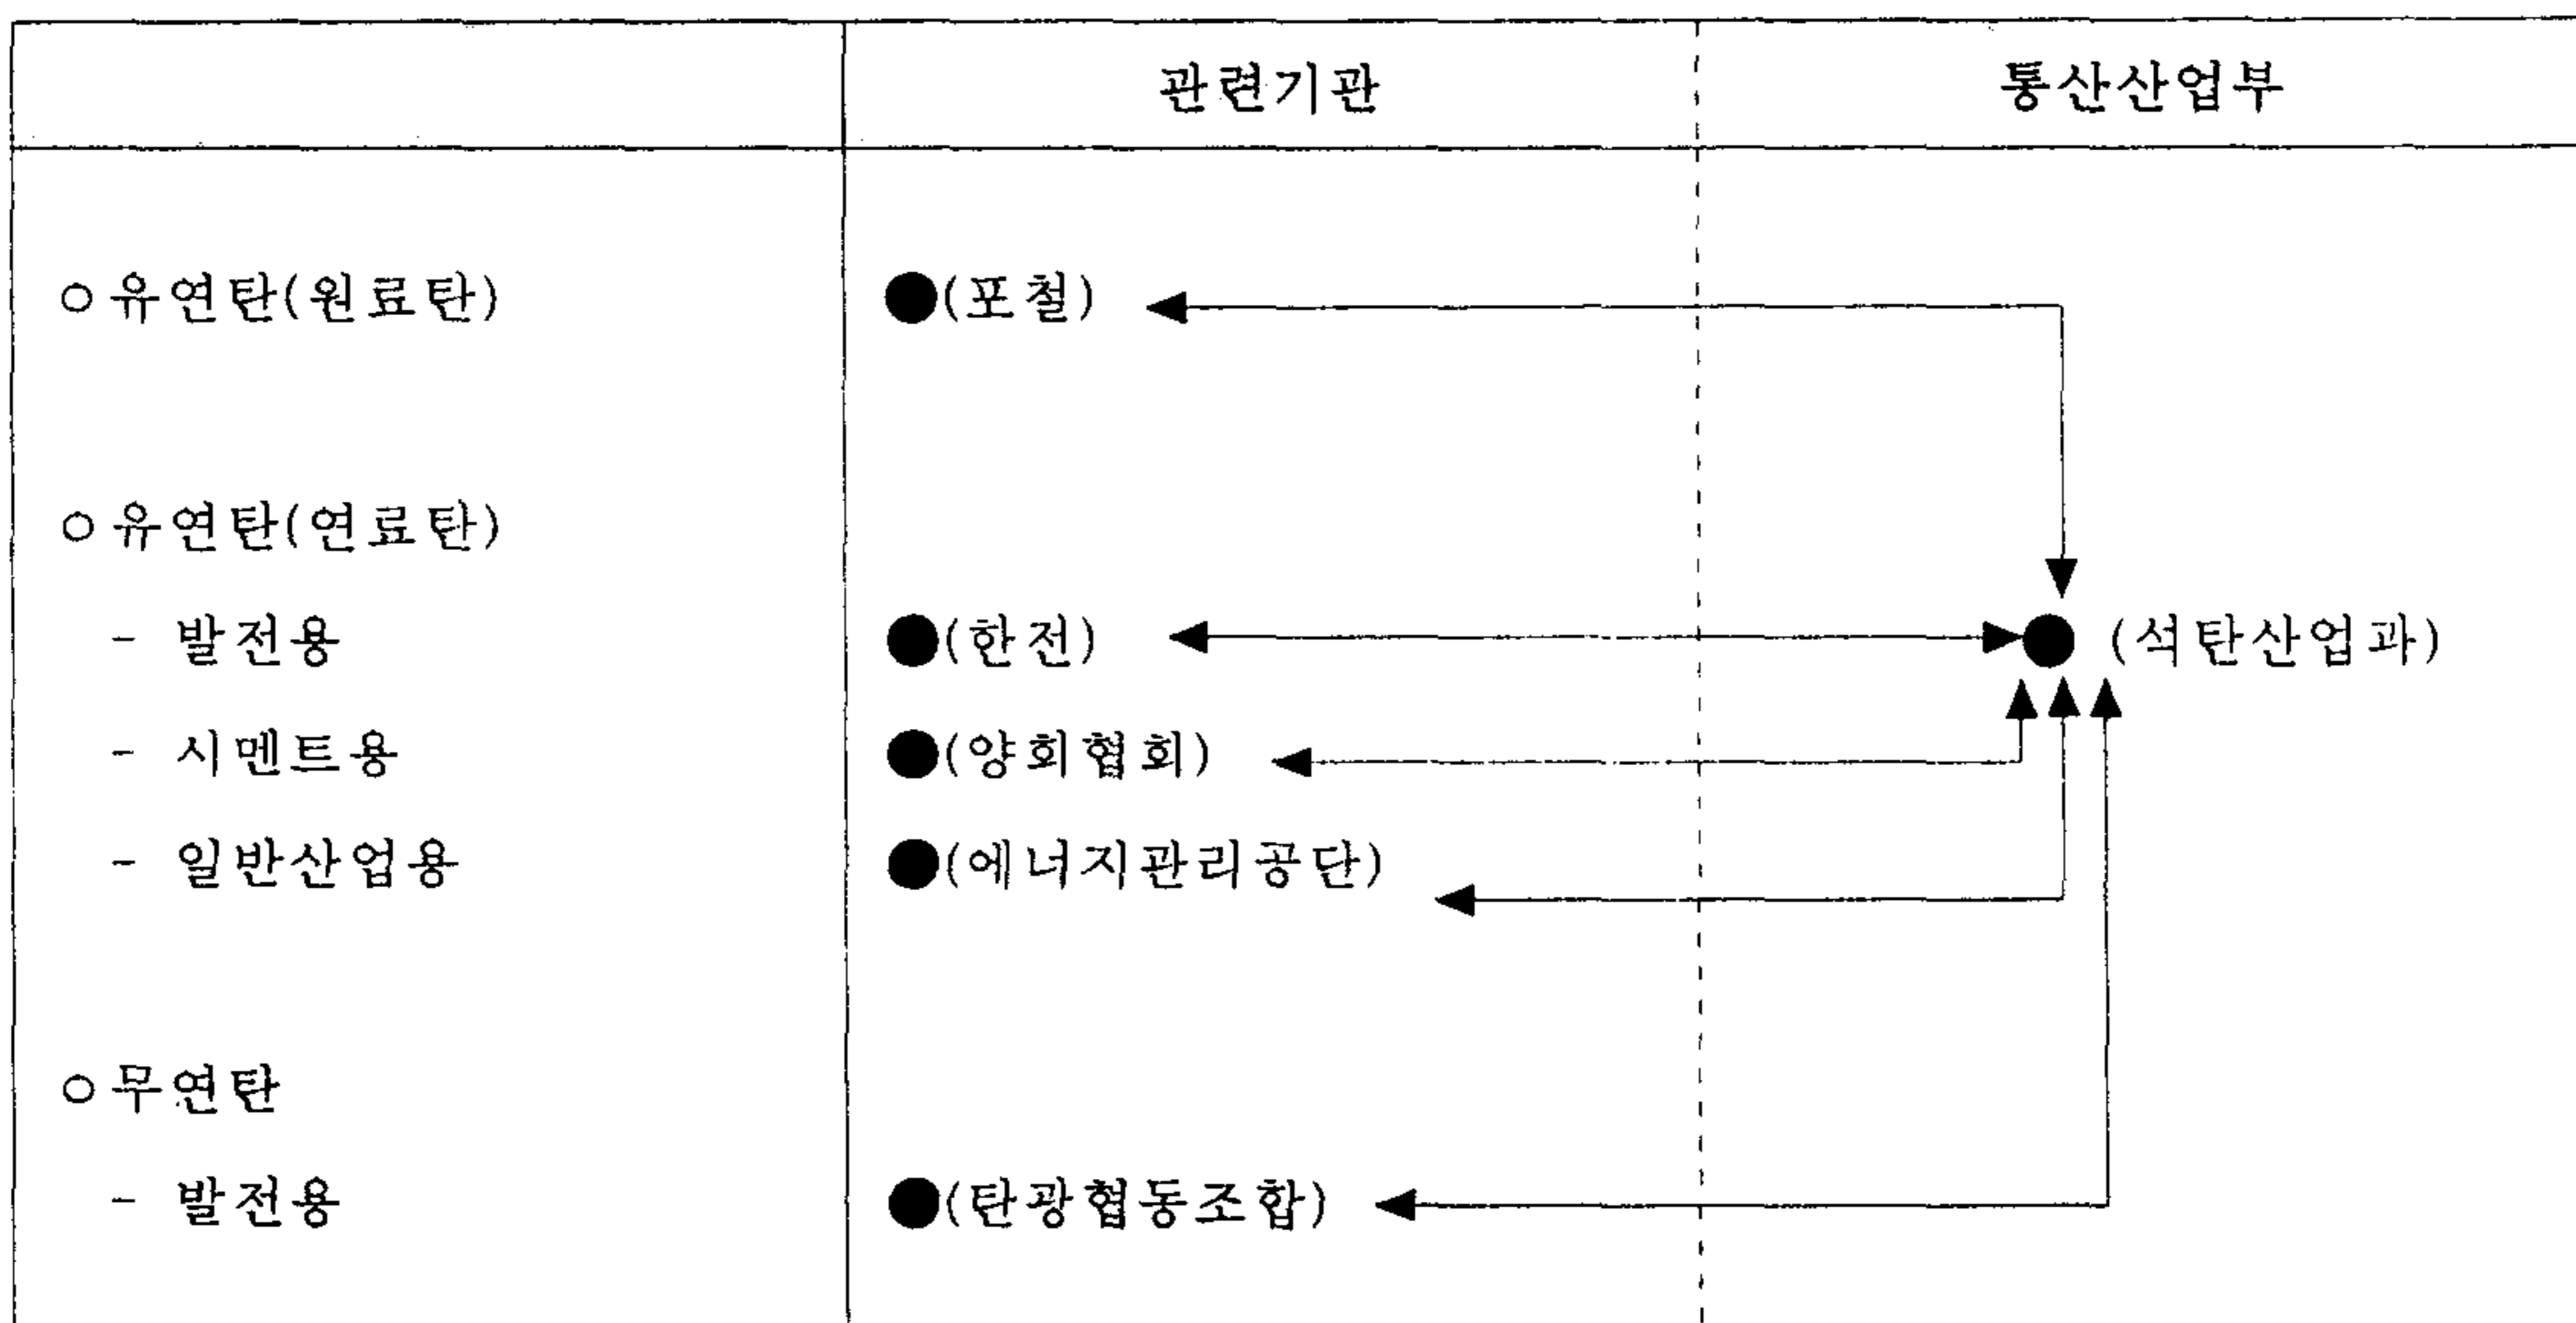 관련기관 통산산업부
○ 유연탄(원료탄) ●(포철)
○ 유연탄(연료탄)
- 발전용 ●(한전) ● (석탄산업과)
- 시멘트용 ●(양회협회)
- 일반산업용 ●(에너지관리공단)
○ 무연탄
- 발전용 ●(탄광협동조합)